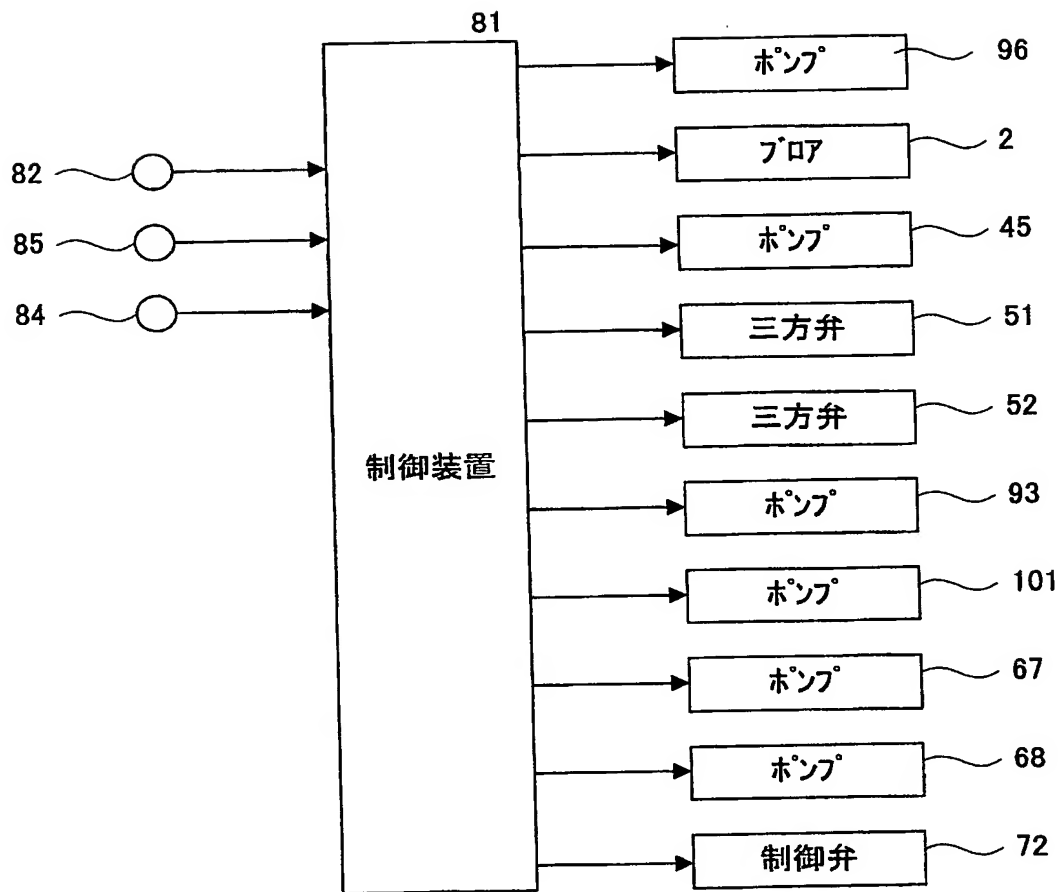 81
ﾎﾟﾝﾌﾟ 96
ﾌﾞﾛｱ 2
82
ﾎﾟﾝﾌﾟ 45
85
84
三方弁 51
三方弁 52
制御装置
ﾎﾟﾝﾌﾟ 93
ﾎﾟﾝﾌﾟ 101
ﾎﾟﾝﾌﾟ 67
ﾎﾟﾝﾌﾟ 68
制御弁 72